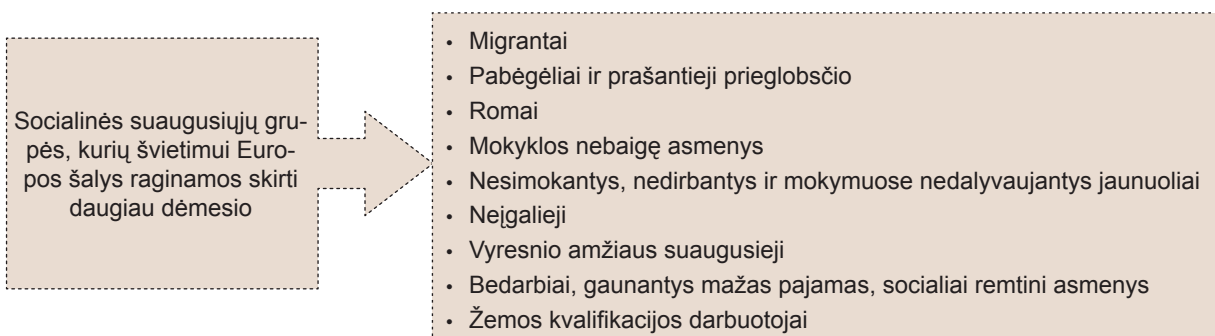 Socialinės suaugusiųjų gru-
pės, kurių švietimui Euro-
pos šalys raginamos skirti
daugiau dėmesio
• Migrantai
• Pabėgėliai ir prašantieji prieglobsčio
• Romai
• Mokyklos nebaigę asmenys
• Nesimokantys, nedirbantys ir mokymuose nedalyvaujantys jaunuoliai
• Neįgalieji
• Vyresnio amžiaus suaugusieji
• Bedarbiai, gaunantys mažas pajamas, socialiai remtini asmenys
• Žemos kvalifikacijos darbuotojai